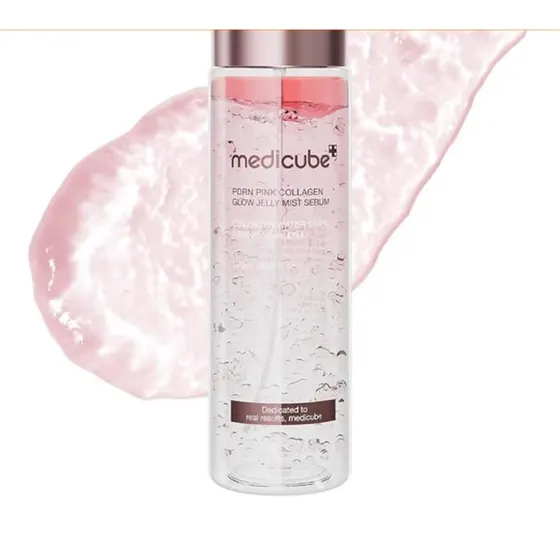 medicube
PDRN PINK COLLAGEN
GLOW JELLY MIST SERUM
Dedicated to
real results, medicube